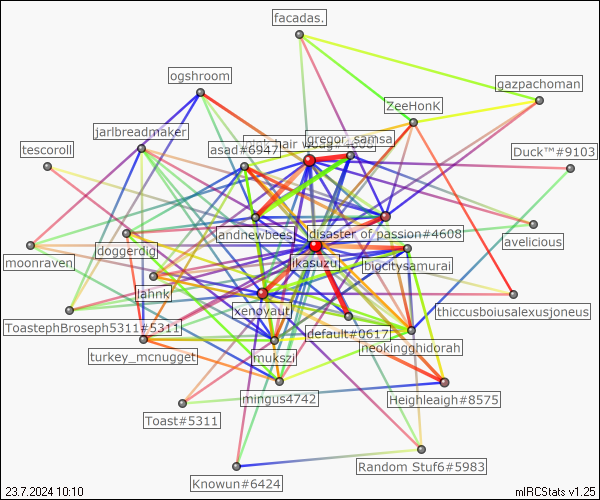 facadas.
ogshroom
gazpachoman
ZeeHonK
jarlbreadmaker
gregor_samsa
tescoroll
asad#6947
Duck™#9103
andnewbees
disaster of passion#4608
avelicious
doggerdig
moonraven
ikasuzu
bigcitysamurai
lahnk
xenoyaut
thiccusboiusalexusjoneus
ToastephBroseph5311#5311
default#0617
neokingghidorah
turkey_mcnugget
mukszi
mingus4742
Heighleaigh#8575
Toast#5311
Random Stuf6#5983
Knowun#6424
23.7.2024 10:10
mIRCStats v1.25